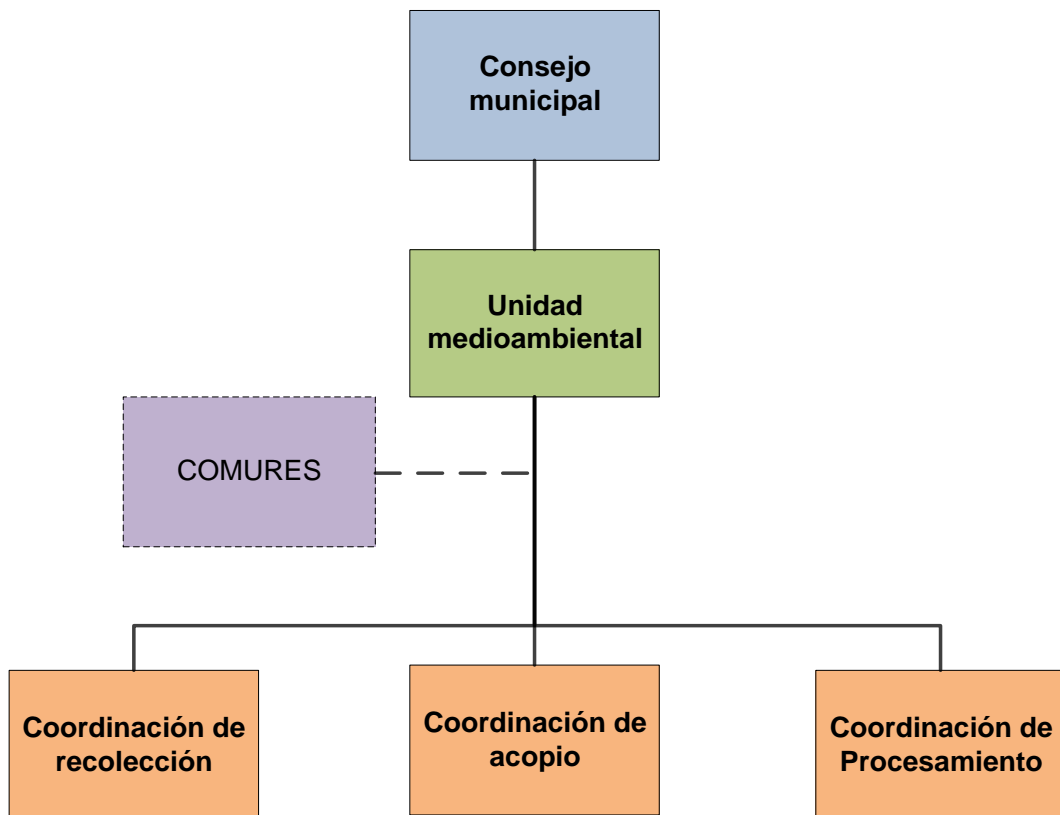 Consejo
municipal
Unidad
medioambiental
COMURES
Coordinación de
recolección
Coordinación de
acopio
Coordinación de
Procesamiento